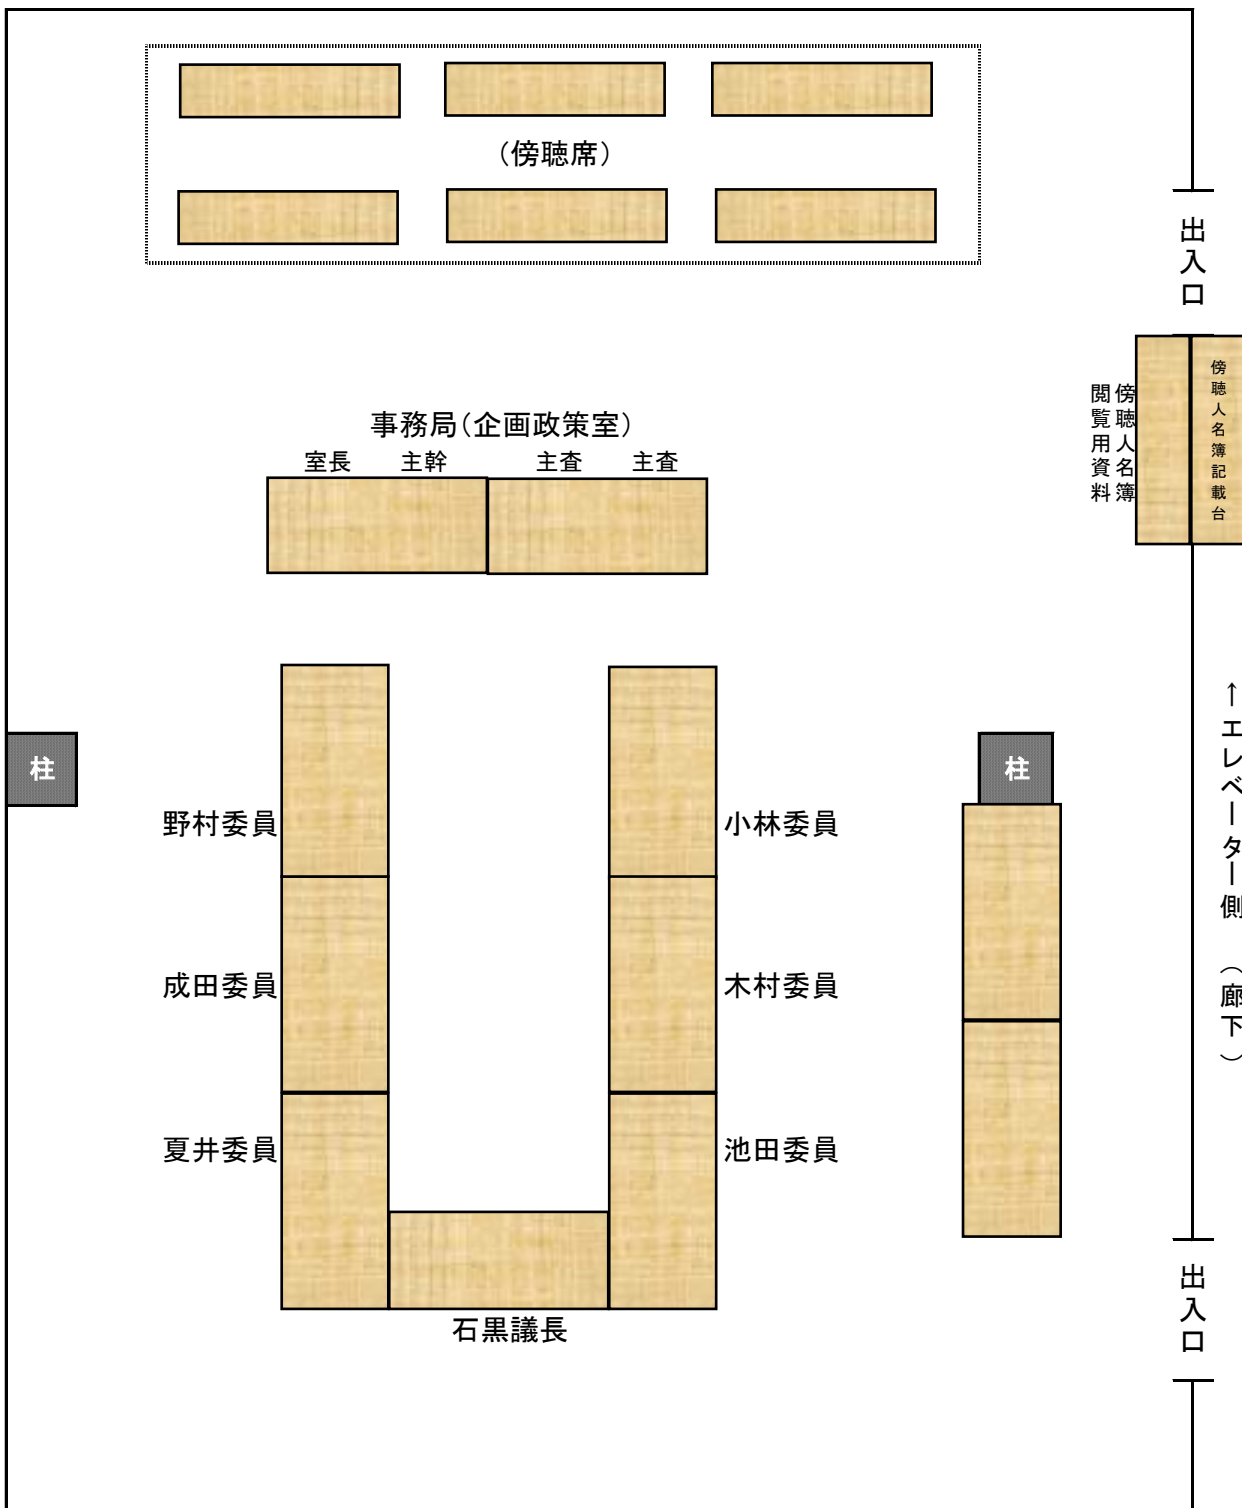 （傍聴席）
出入口
傍聴人名簿
閲覧用資料
傍聴人名簿記載台
事務局（企画政策室）
室長 主幹 主査 主査
↑エレベーター側 （廊下）
柱
柱
野村委員
小林委員
成田委員
木村委員
夏井委員
池田委員
石黒議長
出入口